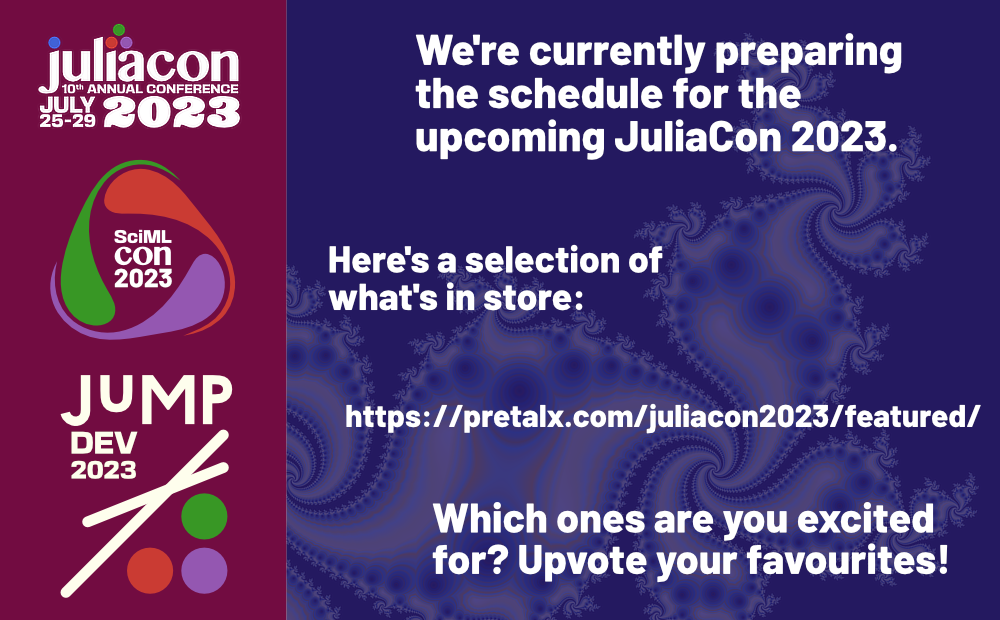 juliacon
10th ANNUAL CONFERENCE
JULY
25-29
2023
SciML
con
2023
JUMP
DEV
2023
We're currently preparing
the schedule for the
upcoming JuliaCon 2023.
Here's a selection of
what's in store:
https://pretalx.com/juliacon2023/featured/
Which ones are you excited
for? Upvote your favourites!